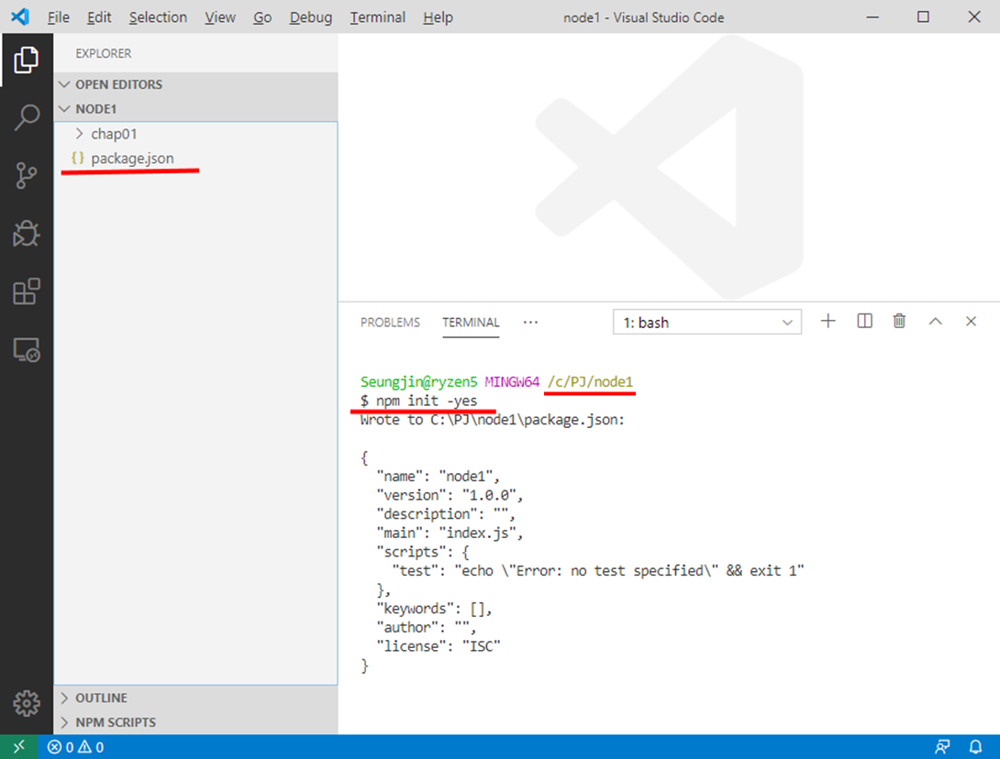 File Edit Selection View Go Debug Terminal Help node1 - Visual Studio Code
EXPLORER
OPEN EDITORS
NODE1
chap01
{} package.json
OUTLINE
NPM SCRIPTS
PROBLEMS TERMINAL ... 1: bash
Seungjin@ryzen5 MINGW64 /c/PJ/node1
$ npm init -yes
Wrote to C:\PJ\node1\package.json:
{
"name": "node1",
"version": "1.0.0",
"description": "",
"main": "index.js",
"scripts": {
"test": "echo \"Error: no test specified\" && exit 1"
},
"keywords": [],
"author": "",
"license": "ISC"
}
0 0